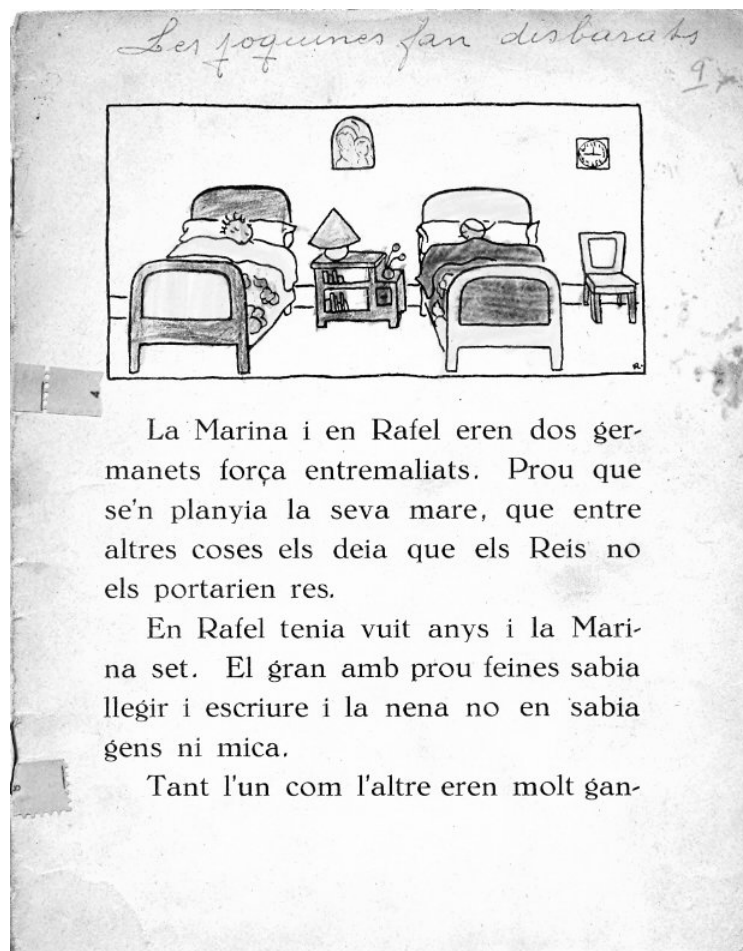 Les joguines fan disbarats
9
La Marina i en Rafel eren dos ger-
manets força entremaliats. Prou que
se'n planyia la seva mare, que entre
altres coses els deia que els Reis no
els portarien res.
En Rafel tenia vuit anys i la Mari-
na set. El gran amb prou feines sabia
llegir i escriure i la nena no en sabia
gens ni mica.
Tant l'un com l'altre eren molt gan-